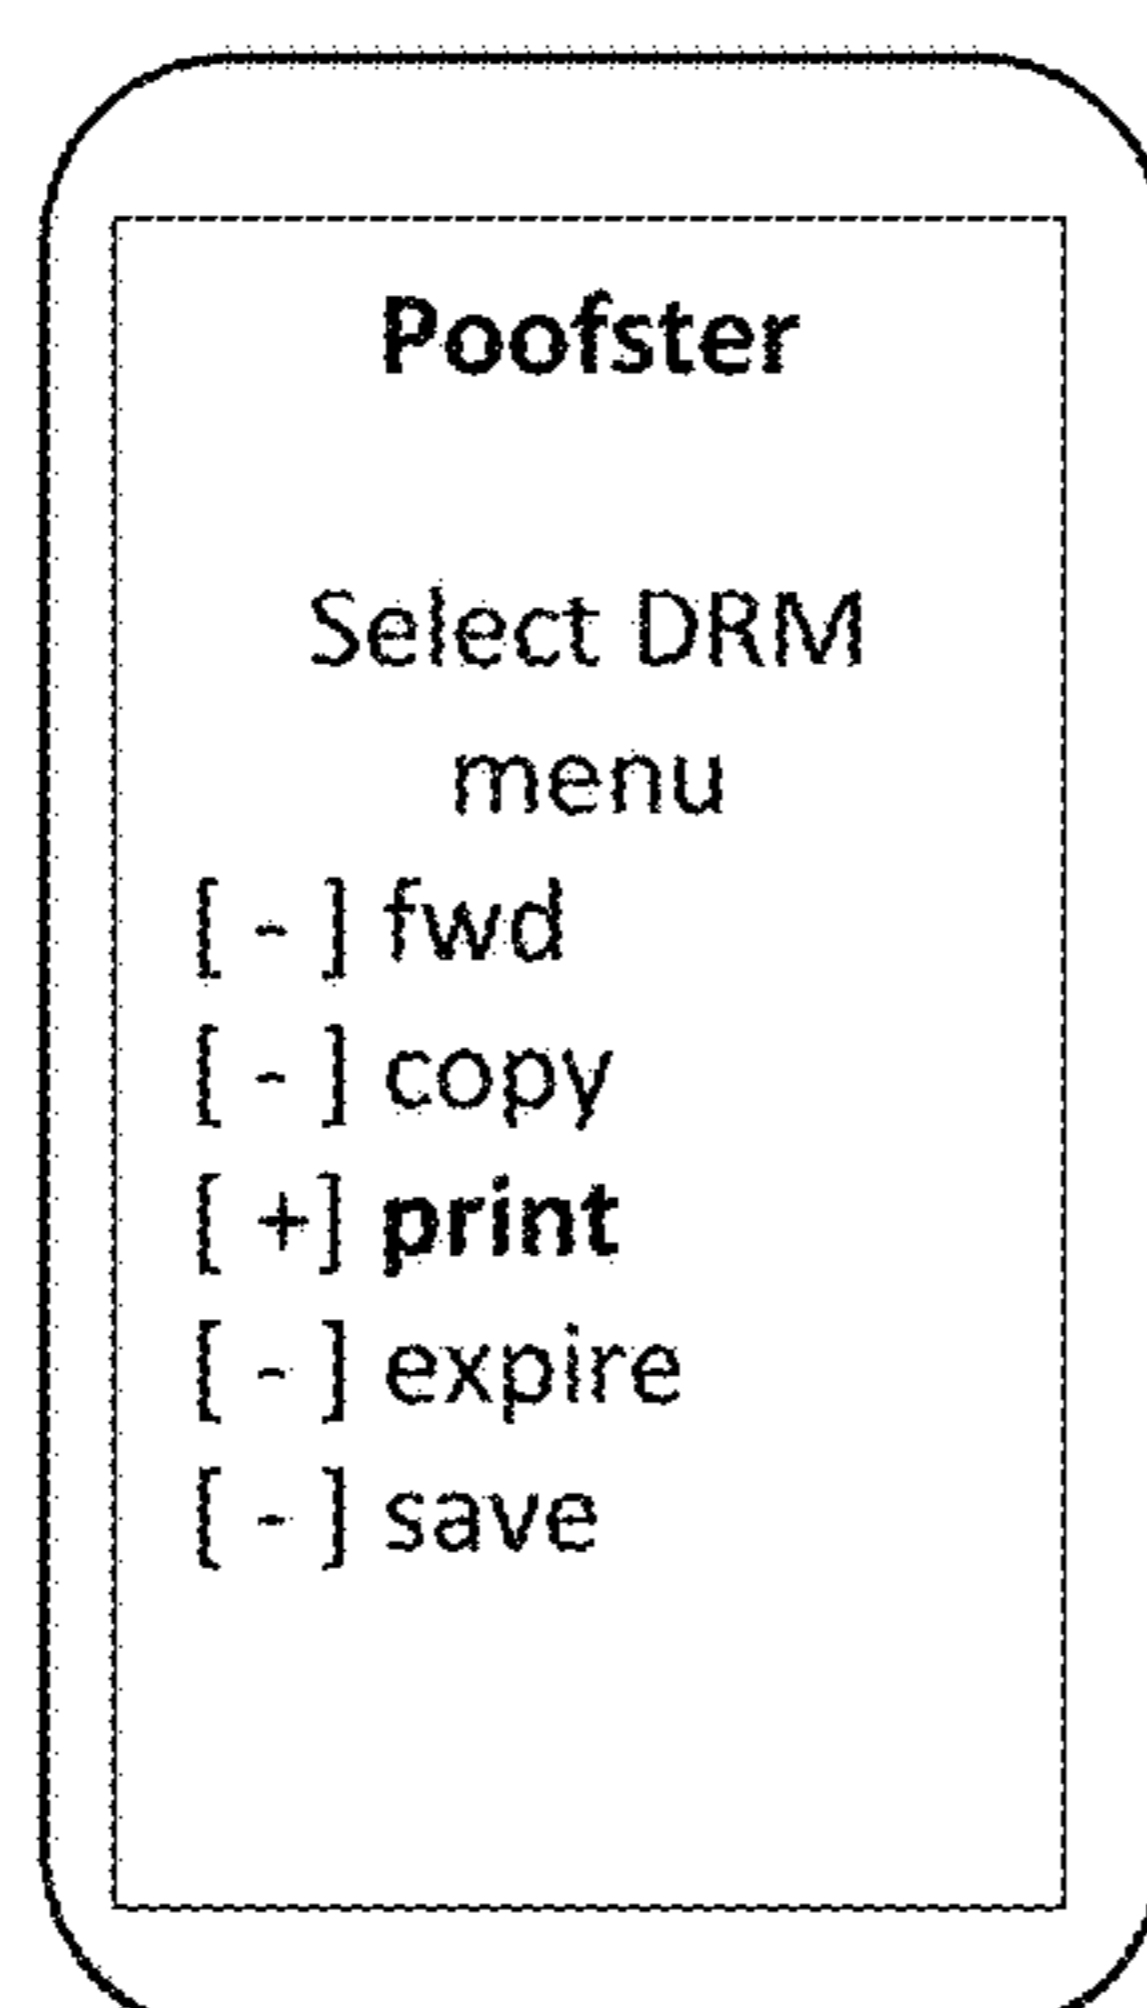 Poofster
Select DRM
menu
[ - ] fwd
[ - ] copy
[ +] print
[ - ] expire
[ - ] save